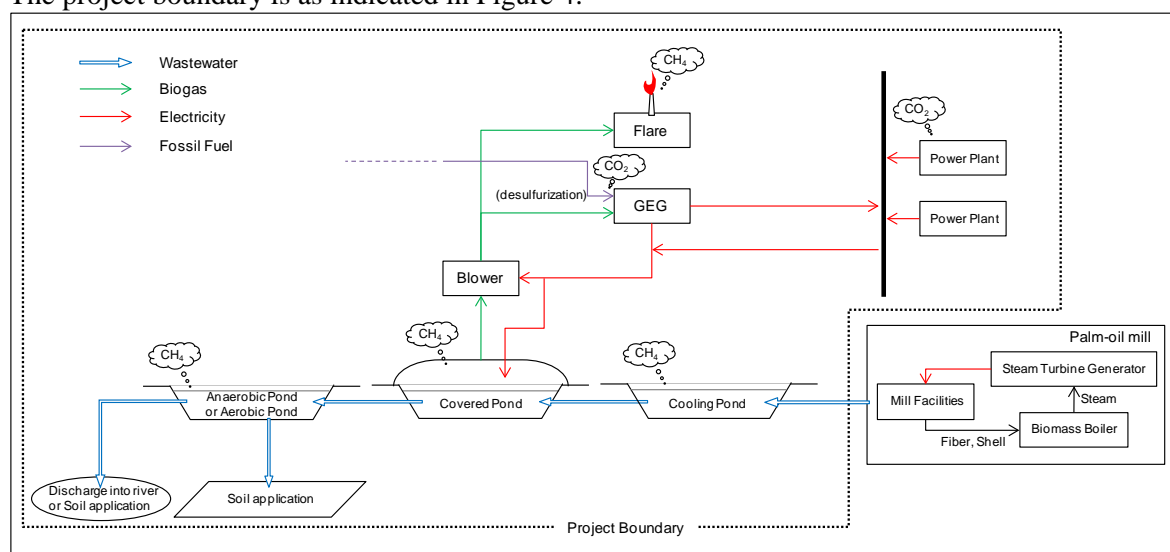 The project boundary is as indicated in Figure 4.
Wastewater
Biogas
Electricity
Fossil Fuel
CH4
Flare
CO2
(desulfurization)
GEG
CO2
Power Plant
Power Plant
Blower
CH4
CH4
CH4
Anaerobic Pond
or Aerobic Pond
Covered Pond
Cooling Pond
Palm-oil mill
Steam Turbine Generator
Mill Facilities
Steam
Fiber, Shell
Biomass Boiler
Discharge into river
or Soil application
Soil application
Project Boundary